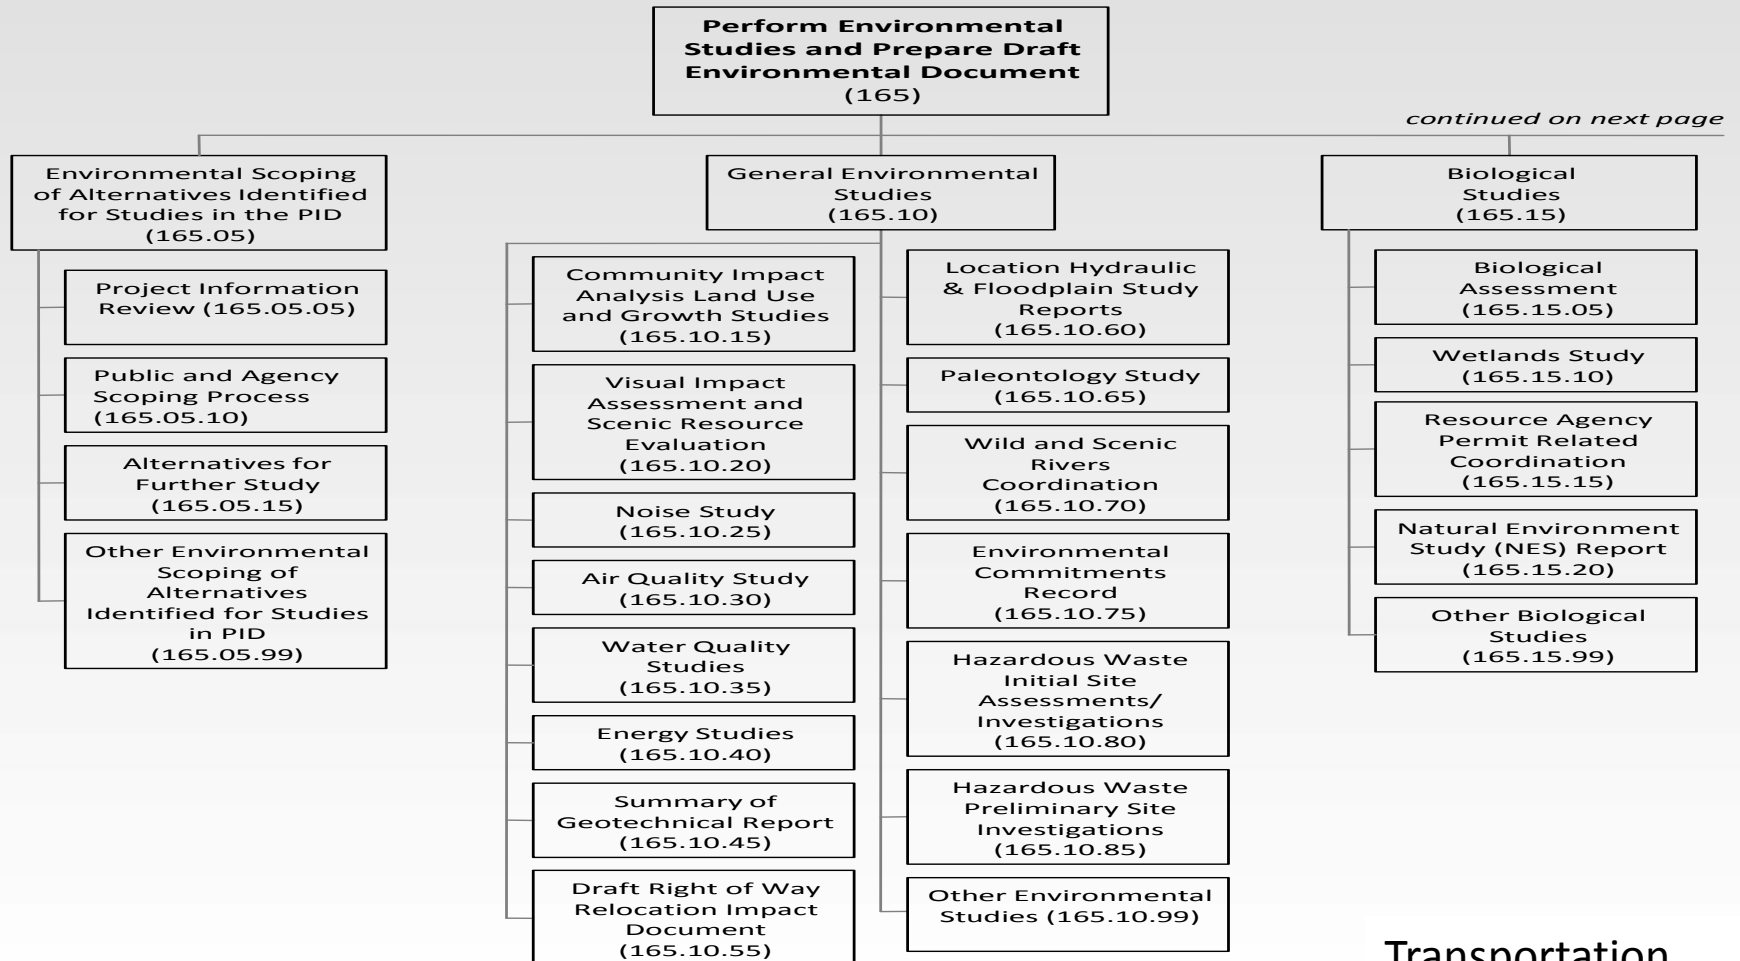 Perform Environmental
Studies and Prepare Draft
Environmental Document
(165)
continued on next page
Environmental Scoping
of Alternatives Identified
for Studies in the PID
(165.05)
Project Information
Review (165.05.05)
Public and Agency
Scoping Process
(165.05.10)
Alternatives for
Further Study
(165.05.15)
Other Environmental
Scoping of
Alternatives
Identified for Studies
in PID
(165.05.99)
General Environmental
Studies
(165.10)
Community Impact
Analysis Land Use
and Growth Studies
(165.10.15)
Visual Impact
Assessment and
Scenic Resource
Evaluation
(165.10.20)
Noise Study
(165.10.25)
Air Quality Study
(165.10.30)
Water Quality
Studies
(165.10.35)
Energy Studies
(165.10.40)
Summary of
Geotechnical Report
(165.10.45)
Draft Right of Way
Relocation Impact
Document
(165.10.55)
Location Hydraulic
& Floodplain Study
Reports
(165.10.60)
Paleontology Study
(165.10.65)
Wild and Scenic
Rivers
Coordination
(165.10.70)
Environmental
Commitments
Record
(165.10.75)
Hazardous Waste
Initial Site
Assessments/
Investigations
(165.10.80)
Hazardous Waste
Preliminary Site
Investigations
(165.10.85)
Other Environmental
Studies (165.10.99)
Biological
Studies
(165.15)
Biological
Assessment
(165.15.05)
Wetlands Study
(165.15.10)
Resource Agency
Permit Related
Coordination
(165.15.15)
Natural Environment
Study (NES) Report
(165.15.20)
Other Biological
Studies
(165.15.99)
Transportation